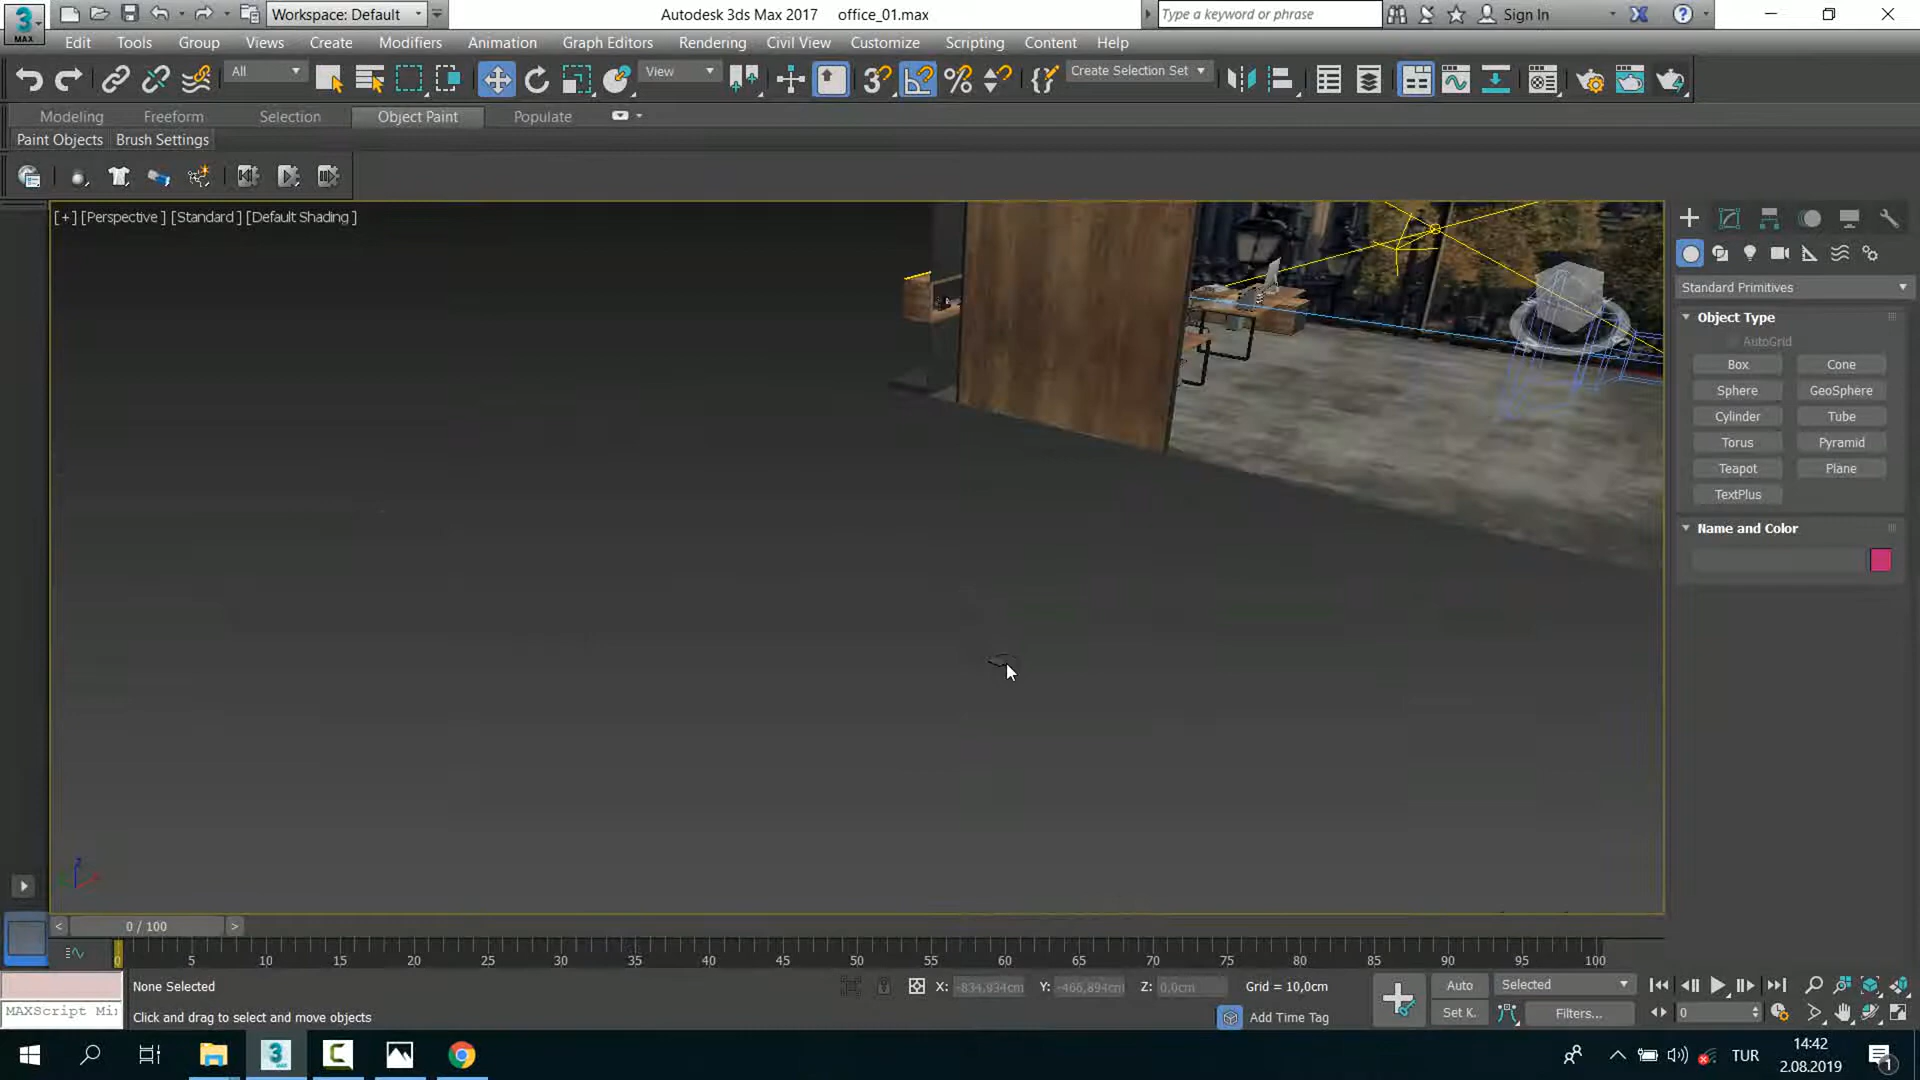 Workspace: Default
Autodesk 3ds Max 2017 office_01.max
Type a keyword or phrase
Sign In
3
MAX
Edit Tools Group Views Create Modifiers Animation Graph Editors Rendering Civil View Customize Scripting Content Help
All
View
Create Selection Set
Modeling Freeform Selection Object Paint Populate
Paint Objects Brush Settings
[+] [Perspective] [Standard] [Default Shading]
Standard Primitives
Object Type
AutoGrid
Box Cone
Sphere GeoSphere
Cylinder Tube
Torus Pyramid
Teapot Plane
TextPlus
Name and Color
< 0 / 100 >
0 5 10 15 20 25 30 35 40 45 50 55 60 65 70 75 80 85 90 95 100
None Selected
X: -834,934cm Y: -466,894cm Z: 0,0cm Grid = 10,0cm
Auto Selected
MAXScript Mi
Click and drag to select and move objects
Add Time Tag
Set K. Filters...
0
TUR
14:42
2.08.2019
1